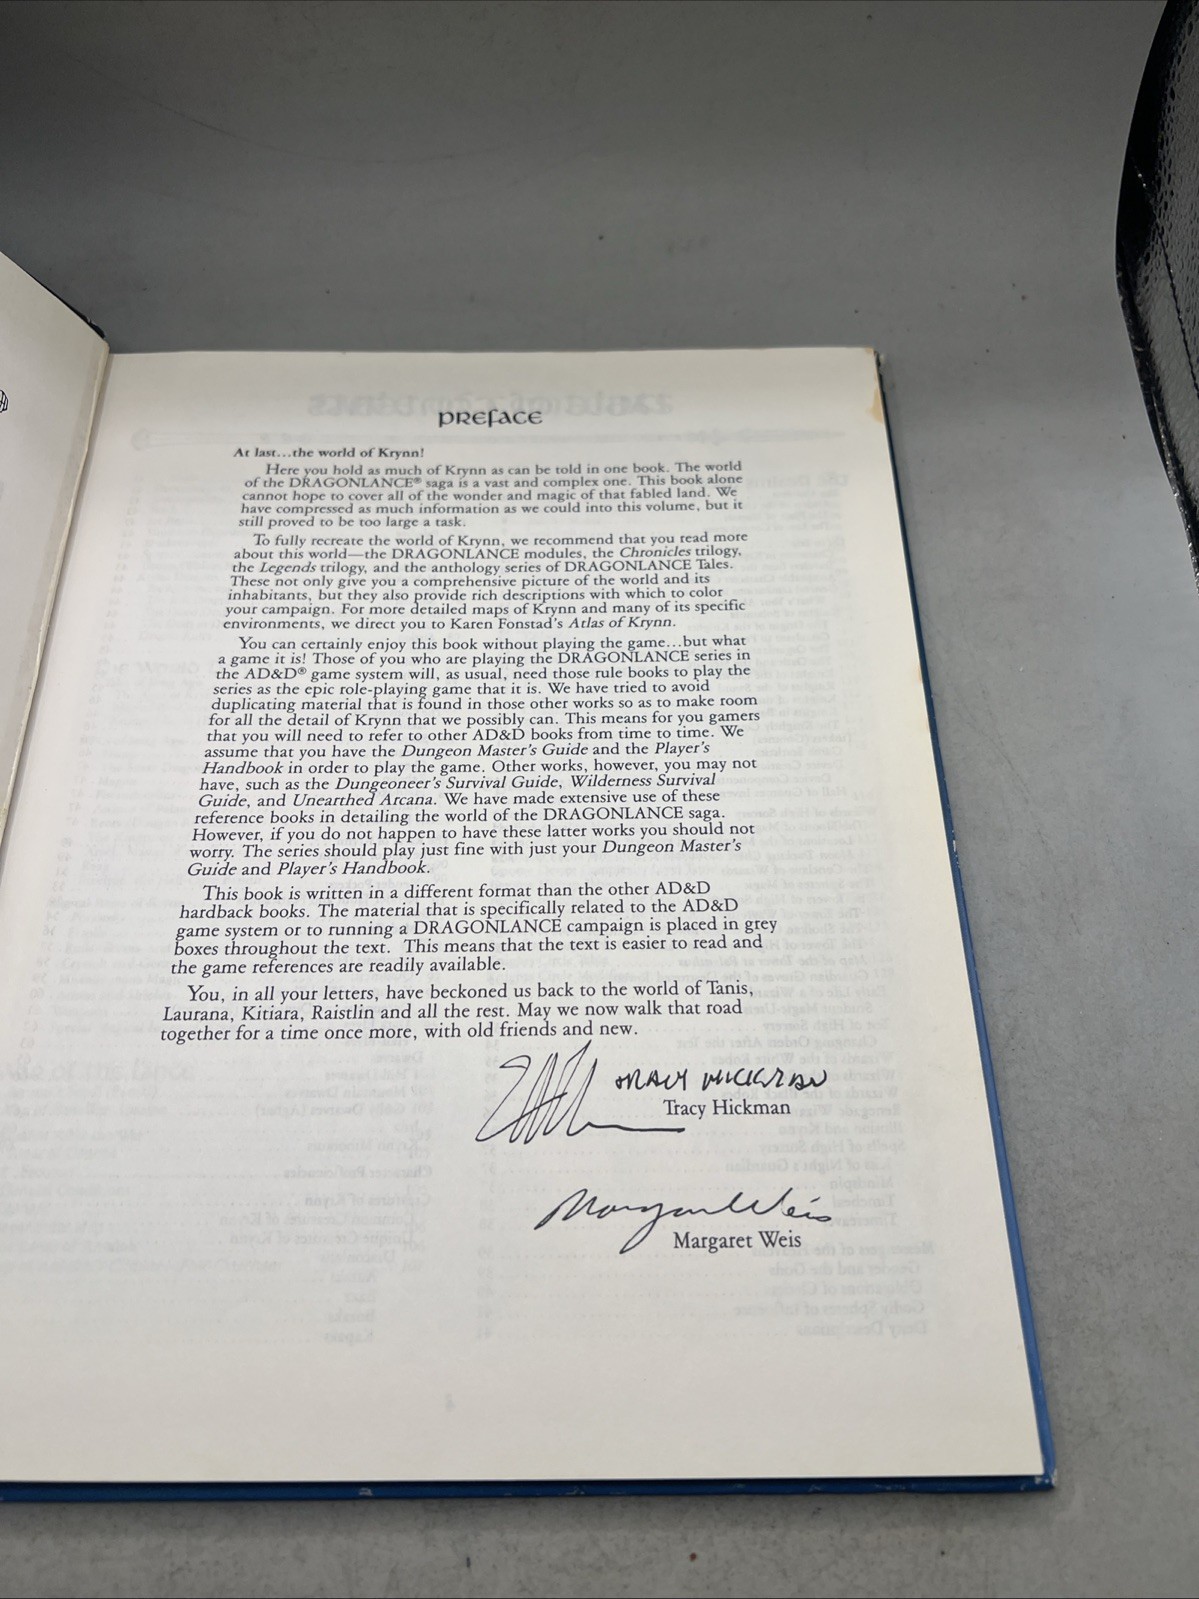 PREFACE
At last...the world of Krynn!
Here you hold as much of Krynn as can be told in one book. The world
of the DRAGONLANCE® saga is a vast and complex one. This book alone
cannot hope to cover all of the wonder and magic of that fabled land. We
have compressed as much information as we could into this volume, but it
still proved to be too large a task.
To fully recreate the world of Krynn, we recommend that you read more
about this world—the DRAGONLANCE modules, the Chronicles trilogy,
the Legends trilogy, and the anthology series of DRAGONLANCE Tales.
These not only give you a comprehensive picture of the world and its
inhabitants, but they also provide rich descriptions with which to color
your campaign. For more detailed maps of Krynn and many of its specific
environments, we direct you to Karen Fonstad's Atlas of Krynn.
You can certainly enjoy this book without playing the game...but what
a game it is! Those of you who are playing the DRAGONLANCE series in
the AD&D® game system will, as usual, need those rule books to play the
series as the epic role-playing game that it is. We have tried to avoid
duplicating material that is found in those other works so as to make room
for all the detail of Krynn that we possibly can. This means for you gamers
that you will need to refer to other AD&D books from time to time. We
assume that you have the Dungeon Master's Guide and the Player's
Handbook in order to play the game. Other works, however, you may not
have, such as the Dungeoneer's Survival Guide, Wilderness Survival
Guide, and Unearthed Arcana. We have made extensive use of these
reference books in detailing the world of the DRAGONLANCE saga.
However, if you do not happen to have these latter works you should not
worry. The series should play just fine with just your Dungeon Master's
Guide and Player's Handbook.
This book is written in a different format than the other AD&D
hardback books. The material that is specifically related to the AD&D
game system or to running a DRAGONLANCE campaign is placed in grey
boxes throughout the text. This means that the text is easier to read and
the game references are readily available.
You, in all your letters, have beckoned us back to the world of Tanis,
Laurana, Kitiara, Raistlin and all the rest. May we now walk that road
together for a time once more, with old friends and new.
TRACY HICKMAN
Tracy Hickman
Margaret Weis
Margaret Weis